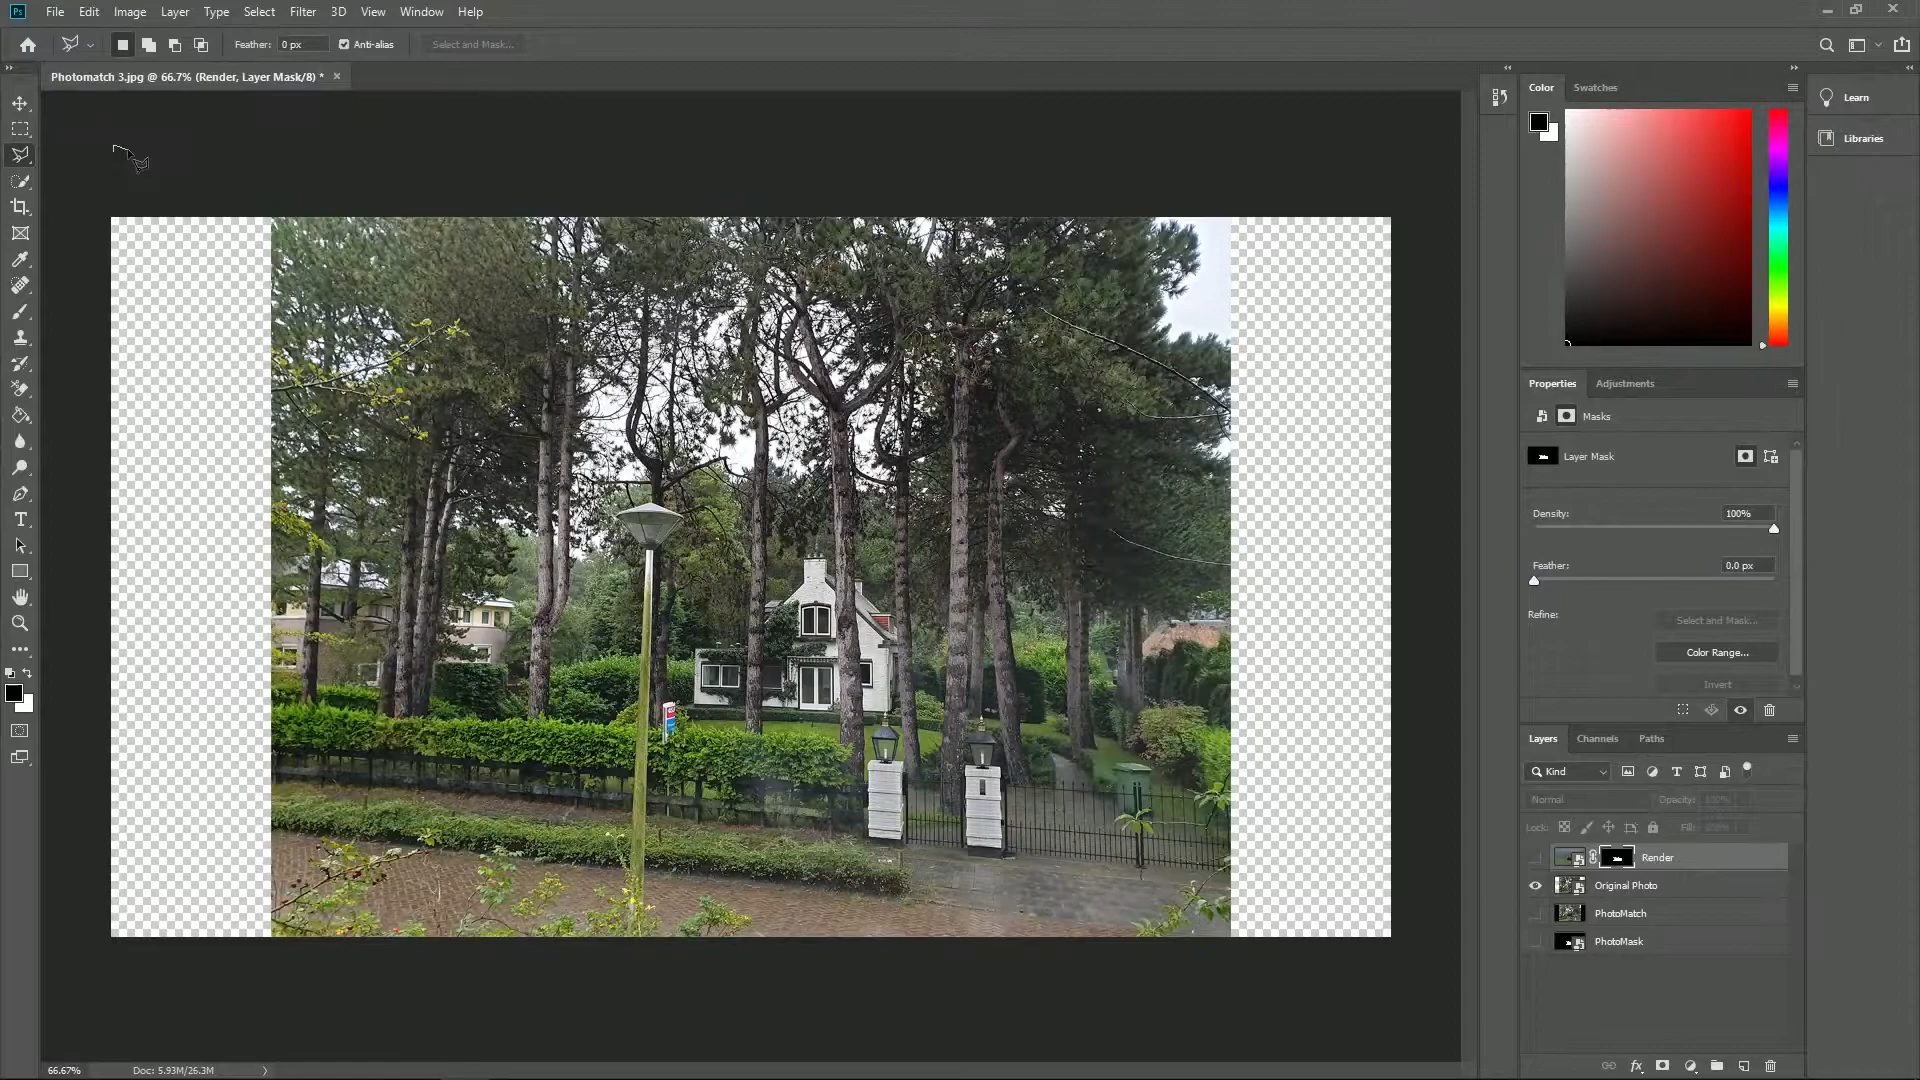 Ps File Edit Image Layer Type Select Filter 3D View Window Help
Feather: 0 px Anti-alias Select and Mask...
Photomatch 3.jpg @ 66.7% (Render, Layer Mask/8) *
Color Swatches
Learn
Libraries
Properties Adjustments
Masks
Layer Mask
Density: 100%
Feather: 0.0 px
Refine: Select and Mask...
Color Range...
Invert
Layers Channels Paths
Kind
Normal Opacity: 100%
Lock: Fill: 100%
Render
Original Photo
PhotoMatch
PhotoMask
66.67% Doc: 5.93M/26.3M